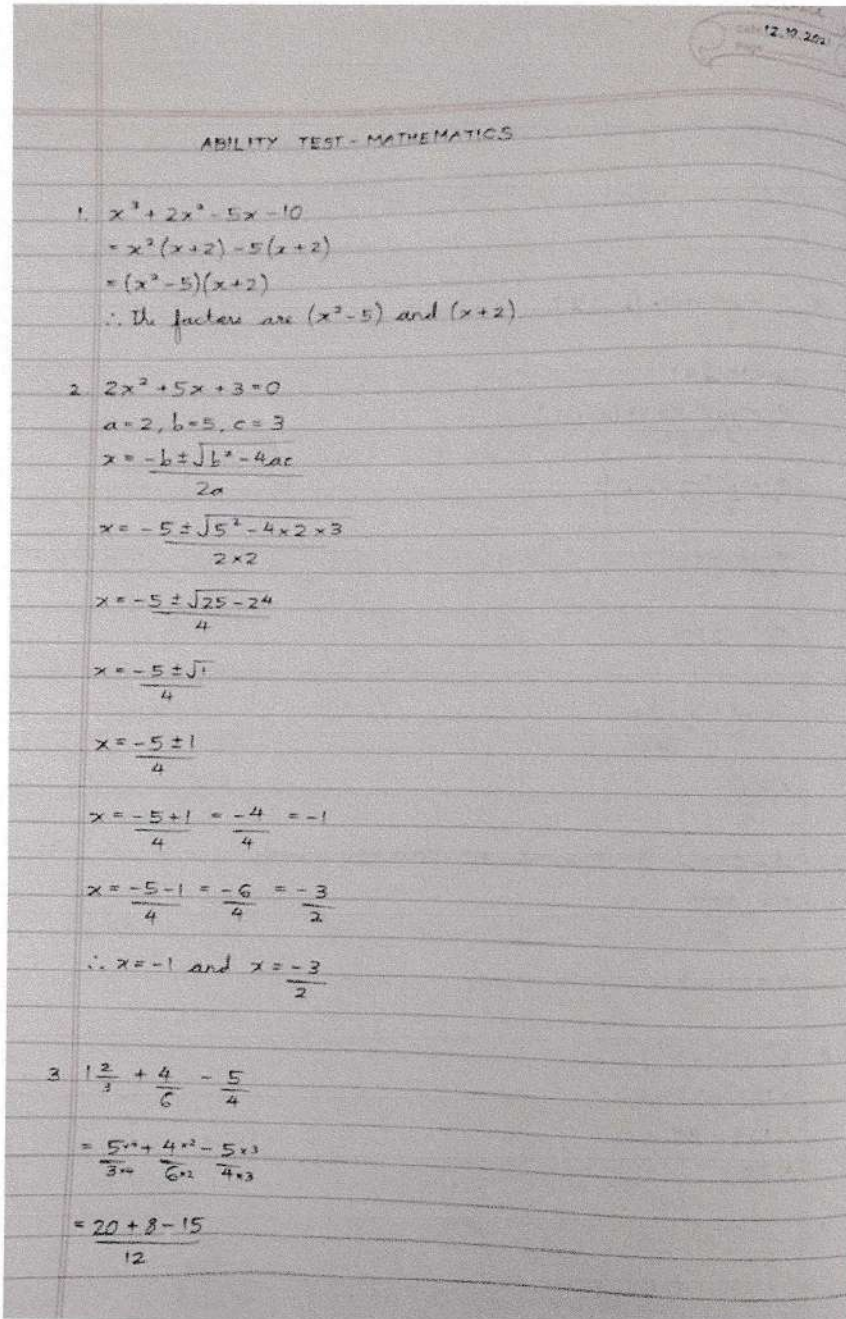 12.10.2021
ABILITY TEST - MATHEMATICS
1. x³ + 2x² - 5x - 10
= x²(x+2) - 5(x+2)
= (x²-5)(x+2)
∴ The factors are (x²-5) and (x+2)
2 2x² + 5x + 3 = 0
a = 2, b = 5, c = 3
x = -b ± √b² - 4ac
2a
x = -5 ± √5² - 4 × 2 × 3
2 × 2
x = -5 ± √25 - 24
4
x = -5 ± √1
4
x = -5 ± 1
4
x = -5 + 1 = -4 = -1
4 4
x = -5 - 1 = -6 = -3
4 4 2
∴ x = -1 and x = -3
2
3 1 2/3 + 4 - 5
6 4
= 5×4 + 4×2 - 5×3
3×4 6×2 4×3
= 20 + 8 - 15
12